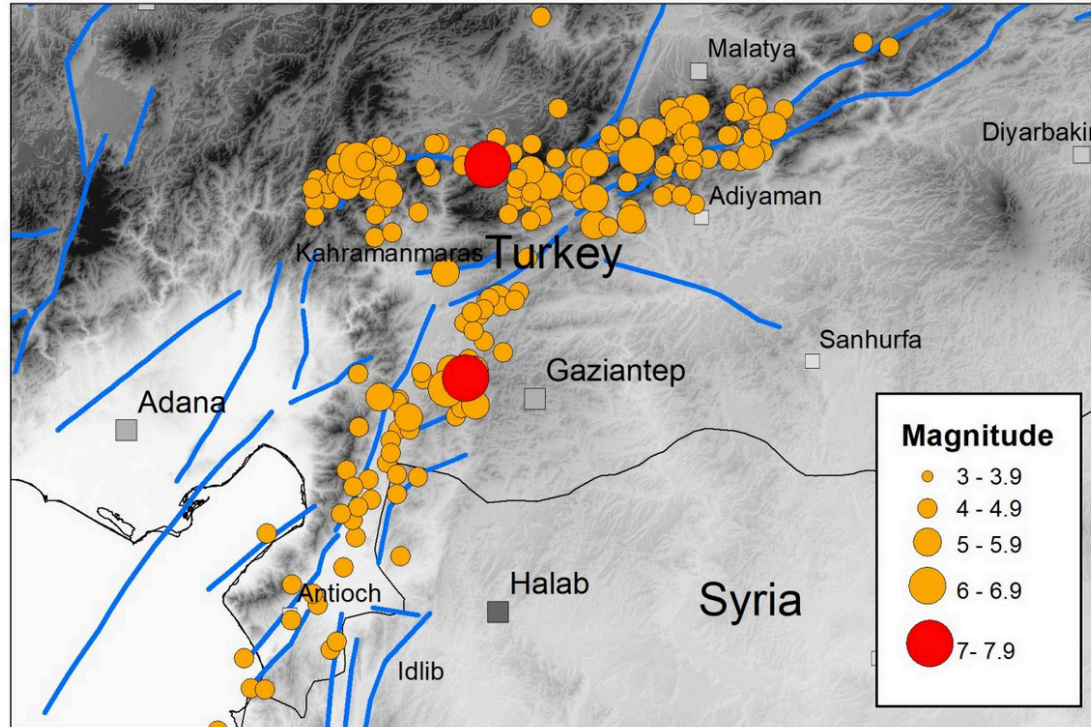 Malatya
Diyarbakir
Adiyaman
Kahramanmaras
Turkey
Sanhurfa
Gaziantep
Adana
Magnitude
3 - 3.9
4 - 4.9
5 - 5.9
6 - 6.9
7- 7.9
Halab
Antioch
Syria
Idlib